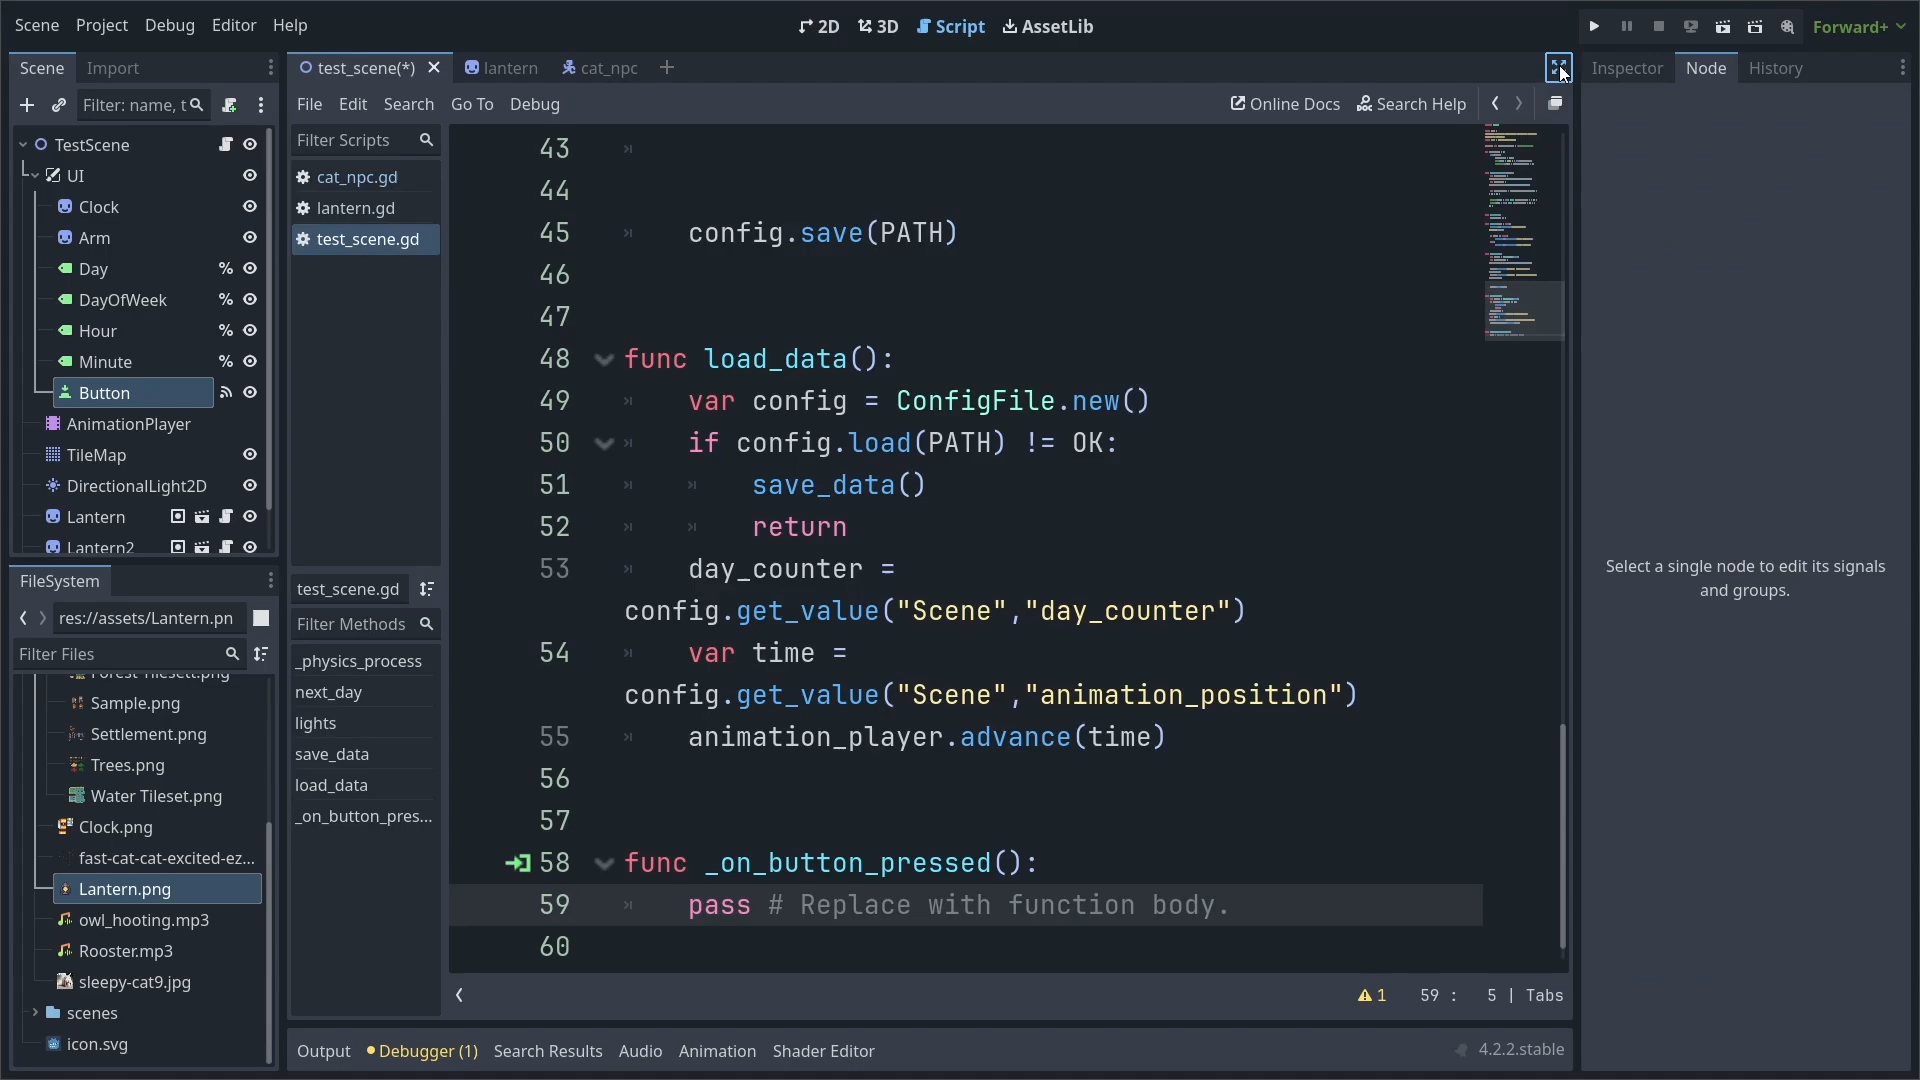 Scene Project Debug Editor Help
2D 3D Script AssetLib
Forward+
Scene Import
Filter: name, t
TestScene
UI
Clock
Arm
Day %
DayOfWeek %
Hour %
Minute %
Button
AnimationPlayer
TileMap
DirectionalLight2D
Lantern
Lantern2
FileSystem
res://assets/Lantern.pn
Filter Files
Forest Tilesett.png
Sample.png
Settlement.png
Trees.png
Water Tileset.png
Clock.png
fast-cat-cat-excited-ez...
Lantern.png
owl_hooting.mp3
Rooster.mp3
sleepy-cat9.jpg
scenes
icon.svg
test_scene(*) lantern cat_npc
File Edit Search Go To Debug
Online Docs Search Help
Filter Scripts
cat_npc.gd
lantern.gd
test_scene.gd
test_scene.gd
Filter Methods
_physics_process
next_day
lights
save_data
load_data
_on_button_pres...
43
44
45 config.save(PATH)
46
47
48 func load_data():
49 var config = ConfigFile.new()
50 if config.load(PATH) != OK:
51 save_data()
52 return
53 day_counter =
config.get_value("Scene","day_counter")
54 var time =
config.get_value("Scene","animation_position")
55 animation_player.advance(time)
56
57
58 func _on_button_pressed():
59 pass # Replace with function body.
60
1 59 : 5 | Tabs
Output Debugger (1) Search Results Audio Animation Shader Editor
4.2.2.stable
Inspector Node History
Select a single node to edit its signals
and groups.